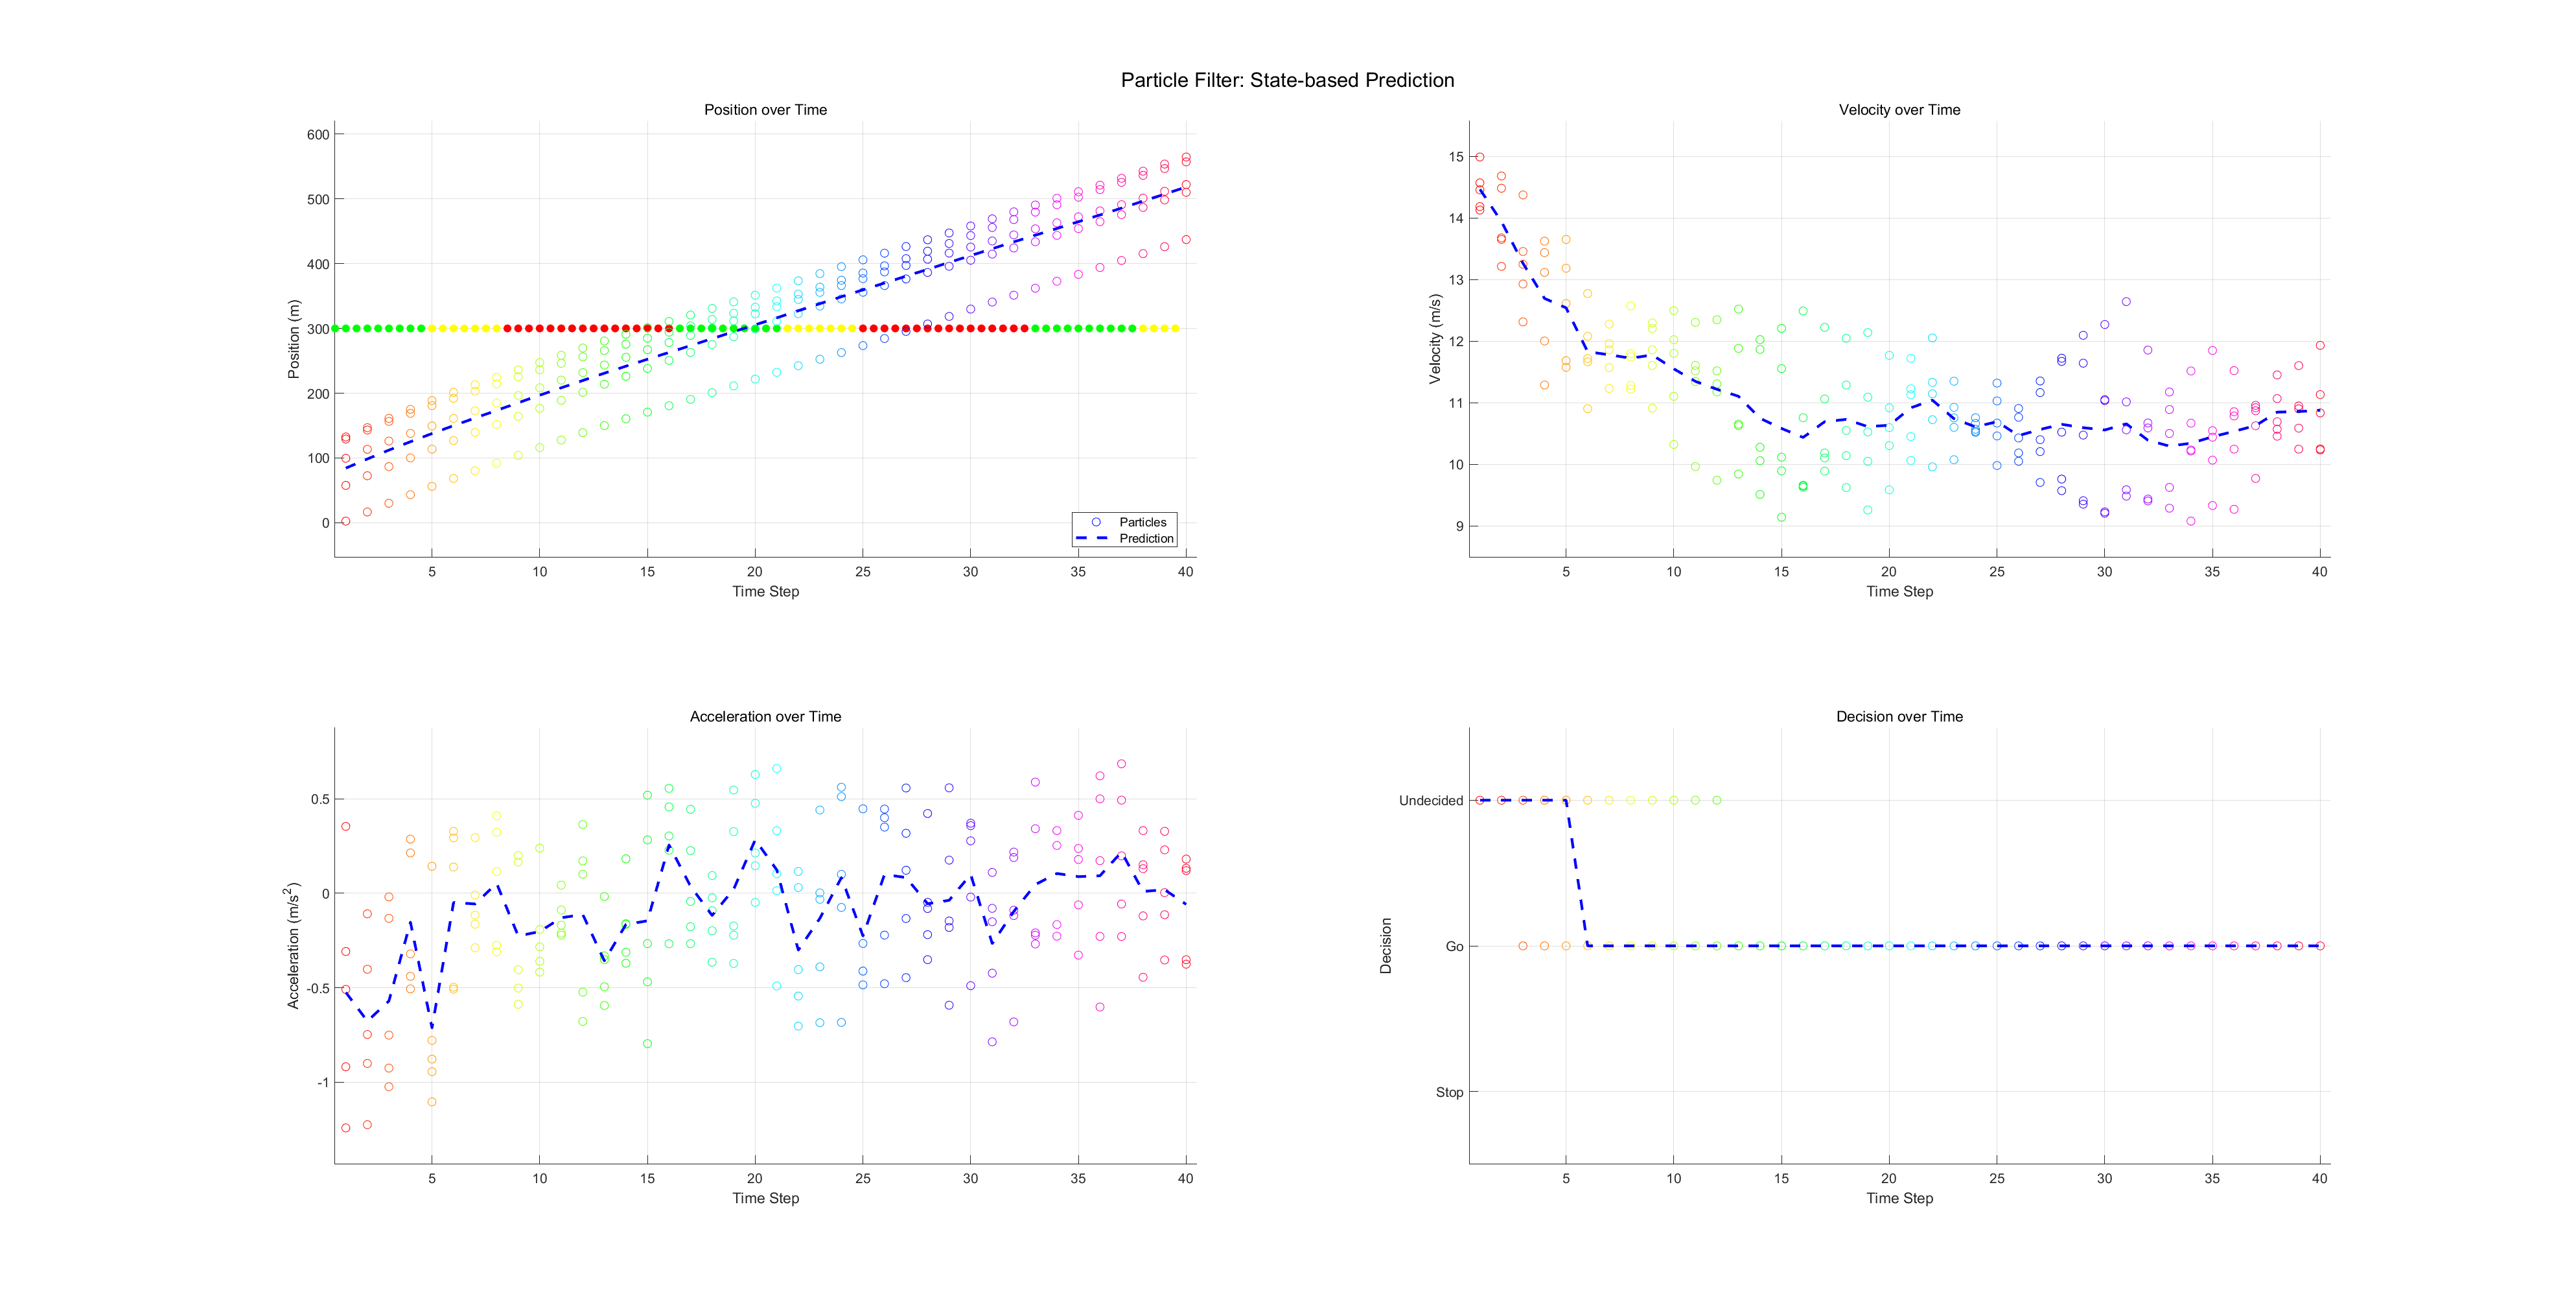 Particle Filter: State-based Prediction
Position over Time
600
500
400
300
200
100
0
Position (m)
5 10 15 20 25 30 35 40
Time Step
Particles
Prediction
Velocity over Time
15
14
13
12
11
10
9
Velocity (m/s)
5 10 15 20 25 30 35 40
Time Step
Acceleration over Time
0.5
0
-0.5
-1
Acceleration (m/s²)
5 10 15 20 25 30 35 40
Time Step
Decision over Time
Undecided
Go
Stop
Decision
5 10 15 20 25 30 35 40
Time Step